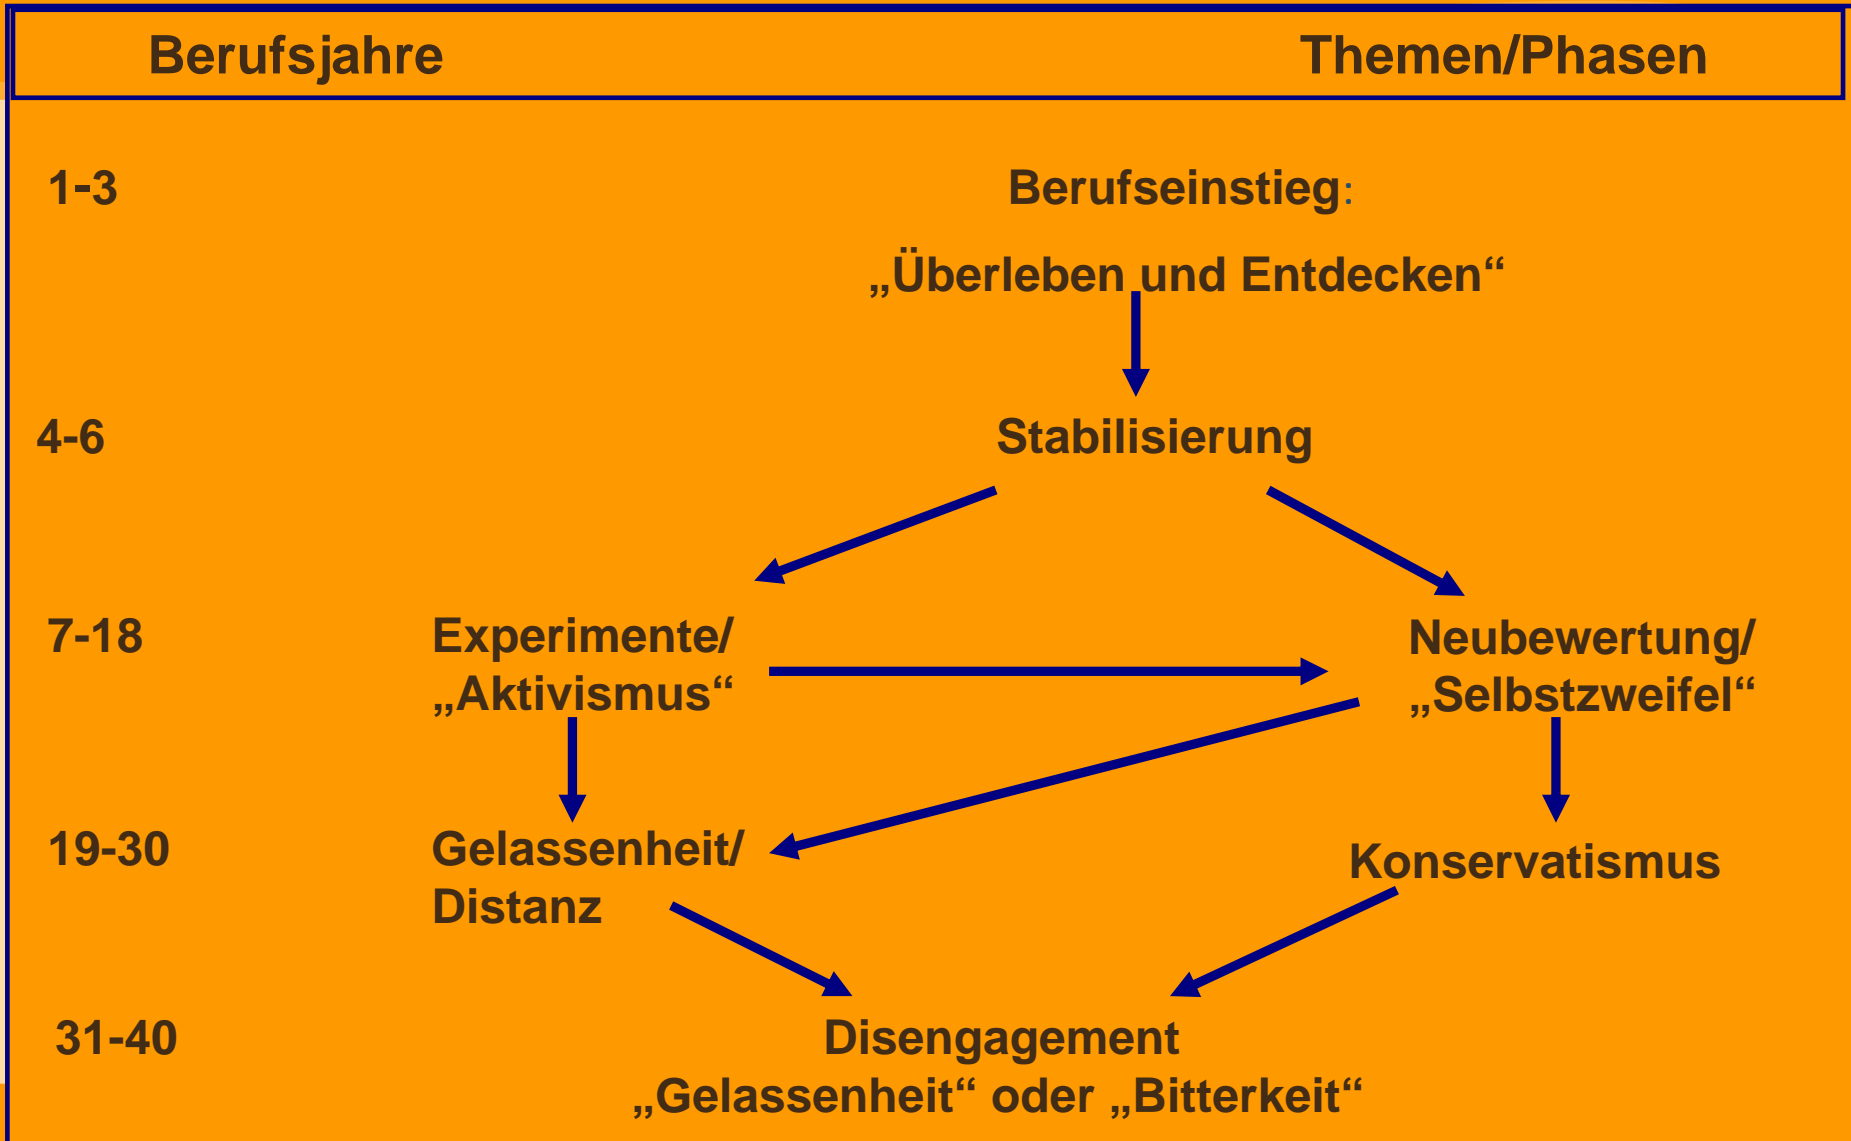 Berufsjahre Themen/Phasen
1-3 Berufseinstieg:
„Überleben und Entdecken“
4-6 Stabilisierung
7-18 Experimente/ Neubewertung/
„Aktivismus“ „Selbstzweifel“
19-30 Gelassenheit/ Konservatismus
Distanz
31-40 Disengagement
„Gelassenheit“ oder „Bitterkeit“